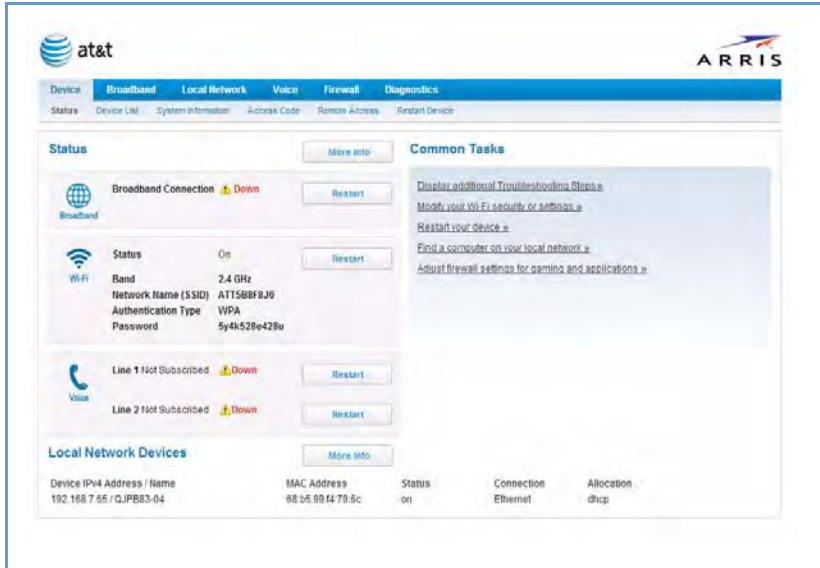 at&t
ARRIS
Device Broadband Local Network Voice Firewall Diagnostics
Status Device List System Information Access Code Remote Access Restart Device
Status More Info
Broadband Connection Down Restart
Broadband
Status On Restart
Wi-Fi
Band 2.4 GHz
Network Name (SSID) ATT5B8F8J6
Authentication Type WPA
Password 5y4k528e428u
Line 1 Not Subscribed Down Restart
Voice
Line 2 Not Subscribed Down Restart
Common Tasks
Display additional Troubleshooting Steps »
Modify your Wi-Fi security or settings »
Restart your device »
Find a computer on your local network »
Adjust firewall settings for gaming and applications »
Local Network Devices More Info
Device IPv4 Address / Name MAC Address Status Connection Allocation
192.168.7.65 / QJPB83-04 68:b5:99:f4:79:6c on Ethernet dhcp